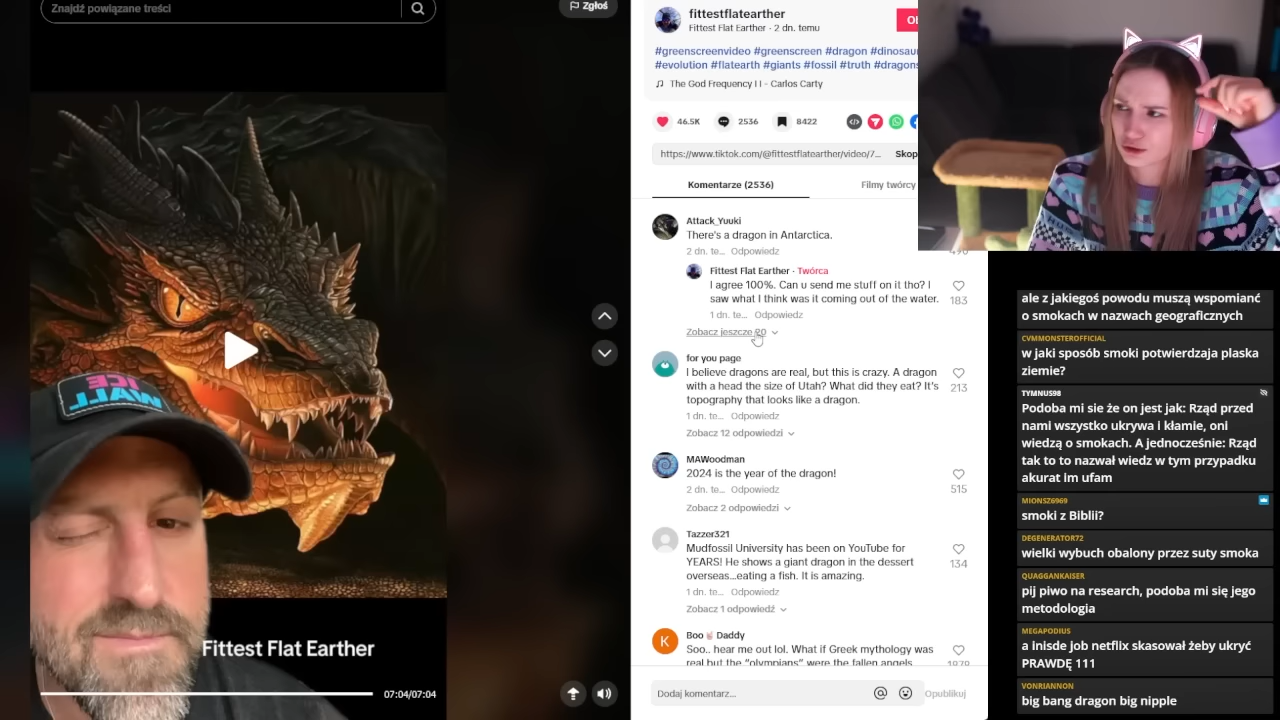 Znajdź powiązane treści
Zgłoś
ICE
WALL
Fittest Flat Earther
07:04/07:04
fittestflatearther
Fittest Flat Earther · 2 dn. temu
#greenscreenvideo #greenscreen #dragon #dinosau
#evolution #flatearth #giants #fossil #truth #dragons
The God Frequency I I - Carlos Carty
46.5K
2536
8422
https://www.tiktok.com/@fittestflatearther/video/7...
Skop
Komentarze (2536)
Filmy twórcy
Attack_Yuuki
There's a dragon in Antarctica.
2 dn. te... Odpowiedz
Fittest Flat Earther · Twórca
I agree 100%. Can u send me stuff on it tho? I
saw what I think was it coming out of the water.
183
1 dn. te... Odpowiedz
Zobacz jeszcze 20
for you page
I believe dragons are real, but this is crazy. A dragon
with a head the size of Utah? What did they eat? It's
topography that looks like a dragon.
213
1 dn. te... Odpowiedz
Zobacz 12 odpowiedzi
MAWoodman
2024 is the year of the dragon!
515
2 dn. te... Odpowiedz
Zobacz 2 odpowiedzi
Tazzer321
Mudfossil University has been on YouTube for
YEARS! He shows a giant dragon in the dessert
overseas...eating a fish. It is amazing.
134
1 dn. te... Odpowiedz
Zobacz 1 odpowiedź
K
Boo Daddy
Soo.. hear me out lol. What if Greek mythology was
real but the "olympians" were the fallen angels
1979
Dodaj komentarz...
Opublikuj
ale z jakiegoś powodu muszą wspomianć
o smokach w nazwach geograficznych
CVMMONSTEROFFICIAL
w jaki sposób smoki potwierdzaja plaska
ziemie?
TYMNUS98
Podoba mi sie że on jest jak: Rząd przed
nami wszystko ukrywa i kłamie, oni
wiedzą o smokach. A jednocześnie: Rząd
tak to to nazwał wiedz w tym przypadku
akurat im ufam
MIONSZ6969
smoki z Biblii?
DEGENERATOR72
wielki wybuch obalony przez suty smoka
QUAGGANKAISER
pij piwo na research, podoba mi się jego
metodologia
MEGAPODIUS
a Inisde job netflix skasował żeby ukryć
PRAWDĘ 111
VONRIANNON
big bang dragon big nipple